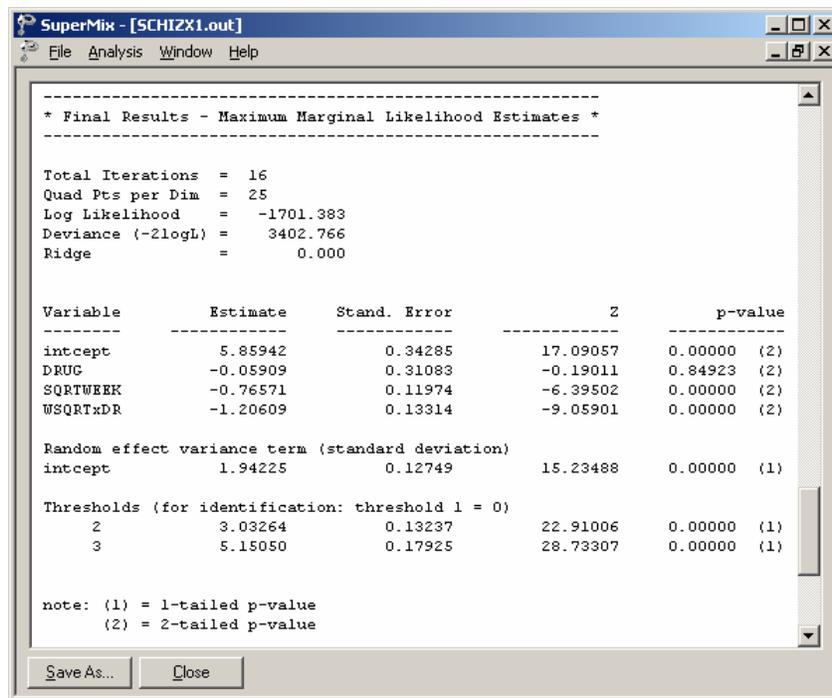 SuperMix - [SCHIZX1.out]
File Analysis Window Help
---------------------------------------------------------
* Final Results - Maximum Marginal Likelihood Estimates *
---------------------------------------------------------
Total Iterations = 16
Quad Pts per Dim = 25
Log Likelihood = -1701.383
Deviance (-2logL) = 3402.766
Ridge = 0.000
Variable Estimate Stand. Error Z p-value
-------- ------------ ------------ ------------ ------------
intcept 5.85942 0.34285 17.09057 0.00000 (2)
DRUG -0.05909 0.31083 -0.19011 0.84923 (2)
SQRTWEEK -0.76571 0.11974 -6.39502 0.00000 (2)
WSQRTxDR -1.20609 0.13314 -9.05901 0.00000 (2)
Random effect variance term (standard deviation)
intcept 1.94225 0.12749 15.23488 0.00000 (1)
Thresholds (for identification: threshold 1 = 0)
2 3.03264 0.13237 22.91006 0.00000 (1)
3 5.15050 0.17925 28.73307 0.00000 (1)
note: (1) = 1-tailed p-value
(2) = 2-tailed p-value
Save As... Close